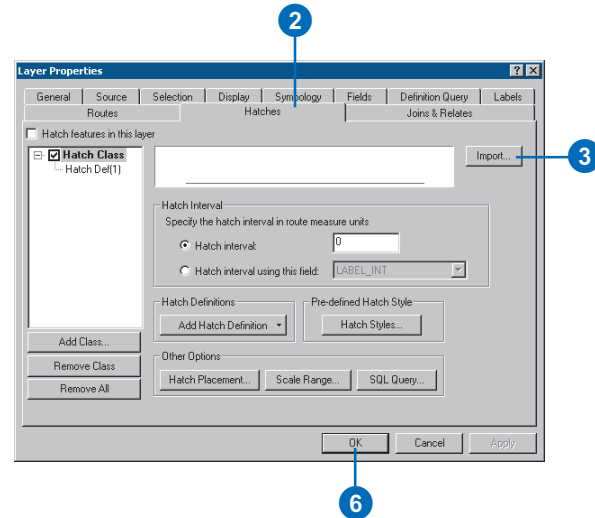 2
Layer Properties
General Source Selection Display Symbology Fields Definition Query Labels
Routes Hatches Joins & Relates
Hatch features in this layer
Hatch Class
Hatch Def(1)
Import...
3
Hatch Interval
Specify the hatch interval in route measure units
Hatch interval: 0
Hatch interval using this field: LABEL_INT
Hatch Definitions
Add Hatch Definition
Pre-defined Hatch Style
Hatch Styles...
Add Class...
Remove Class
Remove All
Other Options
Hatch Placement... Scale Range... SQL Query...
OK Cancel Apply
6